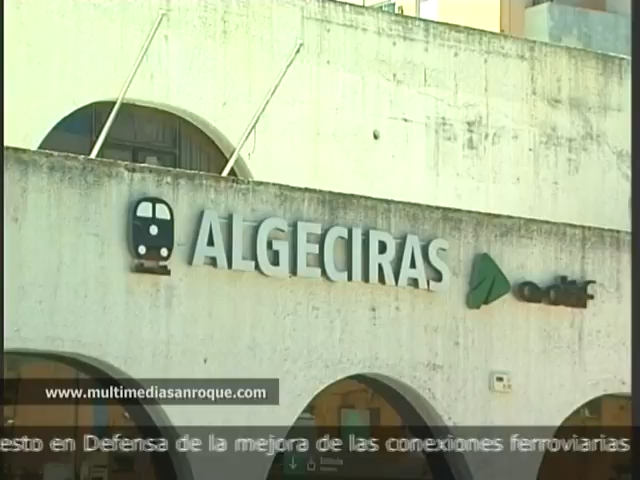 ALGECIRAS
adif
www.multimediasanroque.com
esto en Defensa de la mejora de las conexiones ferroviarias